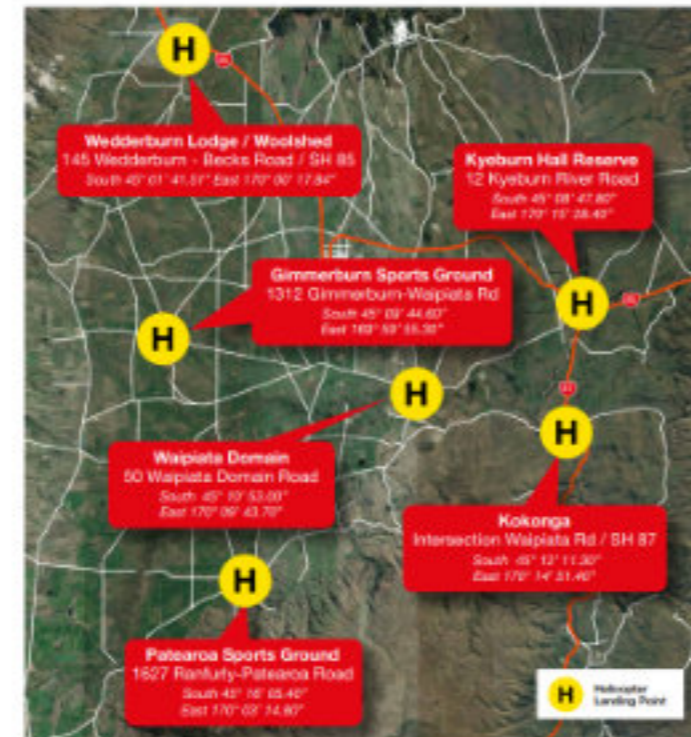 H
Wedderburn Lodge / Woolshed
145 Wedderburn - Becks Road / SH 85
South 45° 01' 41.51" East 170° 00' 17.84"
Kyeburn Hall Reserve
12 Kyeburn River Road
South 45° 08' 47.80"
East 170° 15' 28.40"
Gimmerburn Sports Ground
1312 Gimmerburn-Waipiata Rd
South 45° 09' 44.60"
East 169° 59' 55.30"
H
H
H
H
Waipiata Domain
50 Waipiata Domain Road
South 45° 10' 53.00"
East 170° 09' 43.70"
Kokonga
Intersection Waipiata Rd / SH 87
South 45° 12' 11.30"
East 170° 14' 51.40"
H
Patearoa Sports Ground
1627 Ranfurly-Patearoa Road
South 45° 16' 05.40"
East 170° 03' 14.80"
H
Helicopter
Landing Point